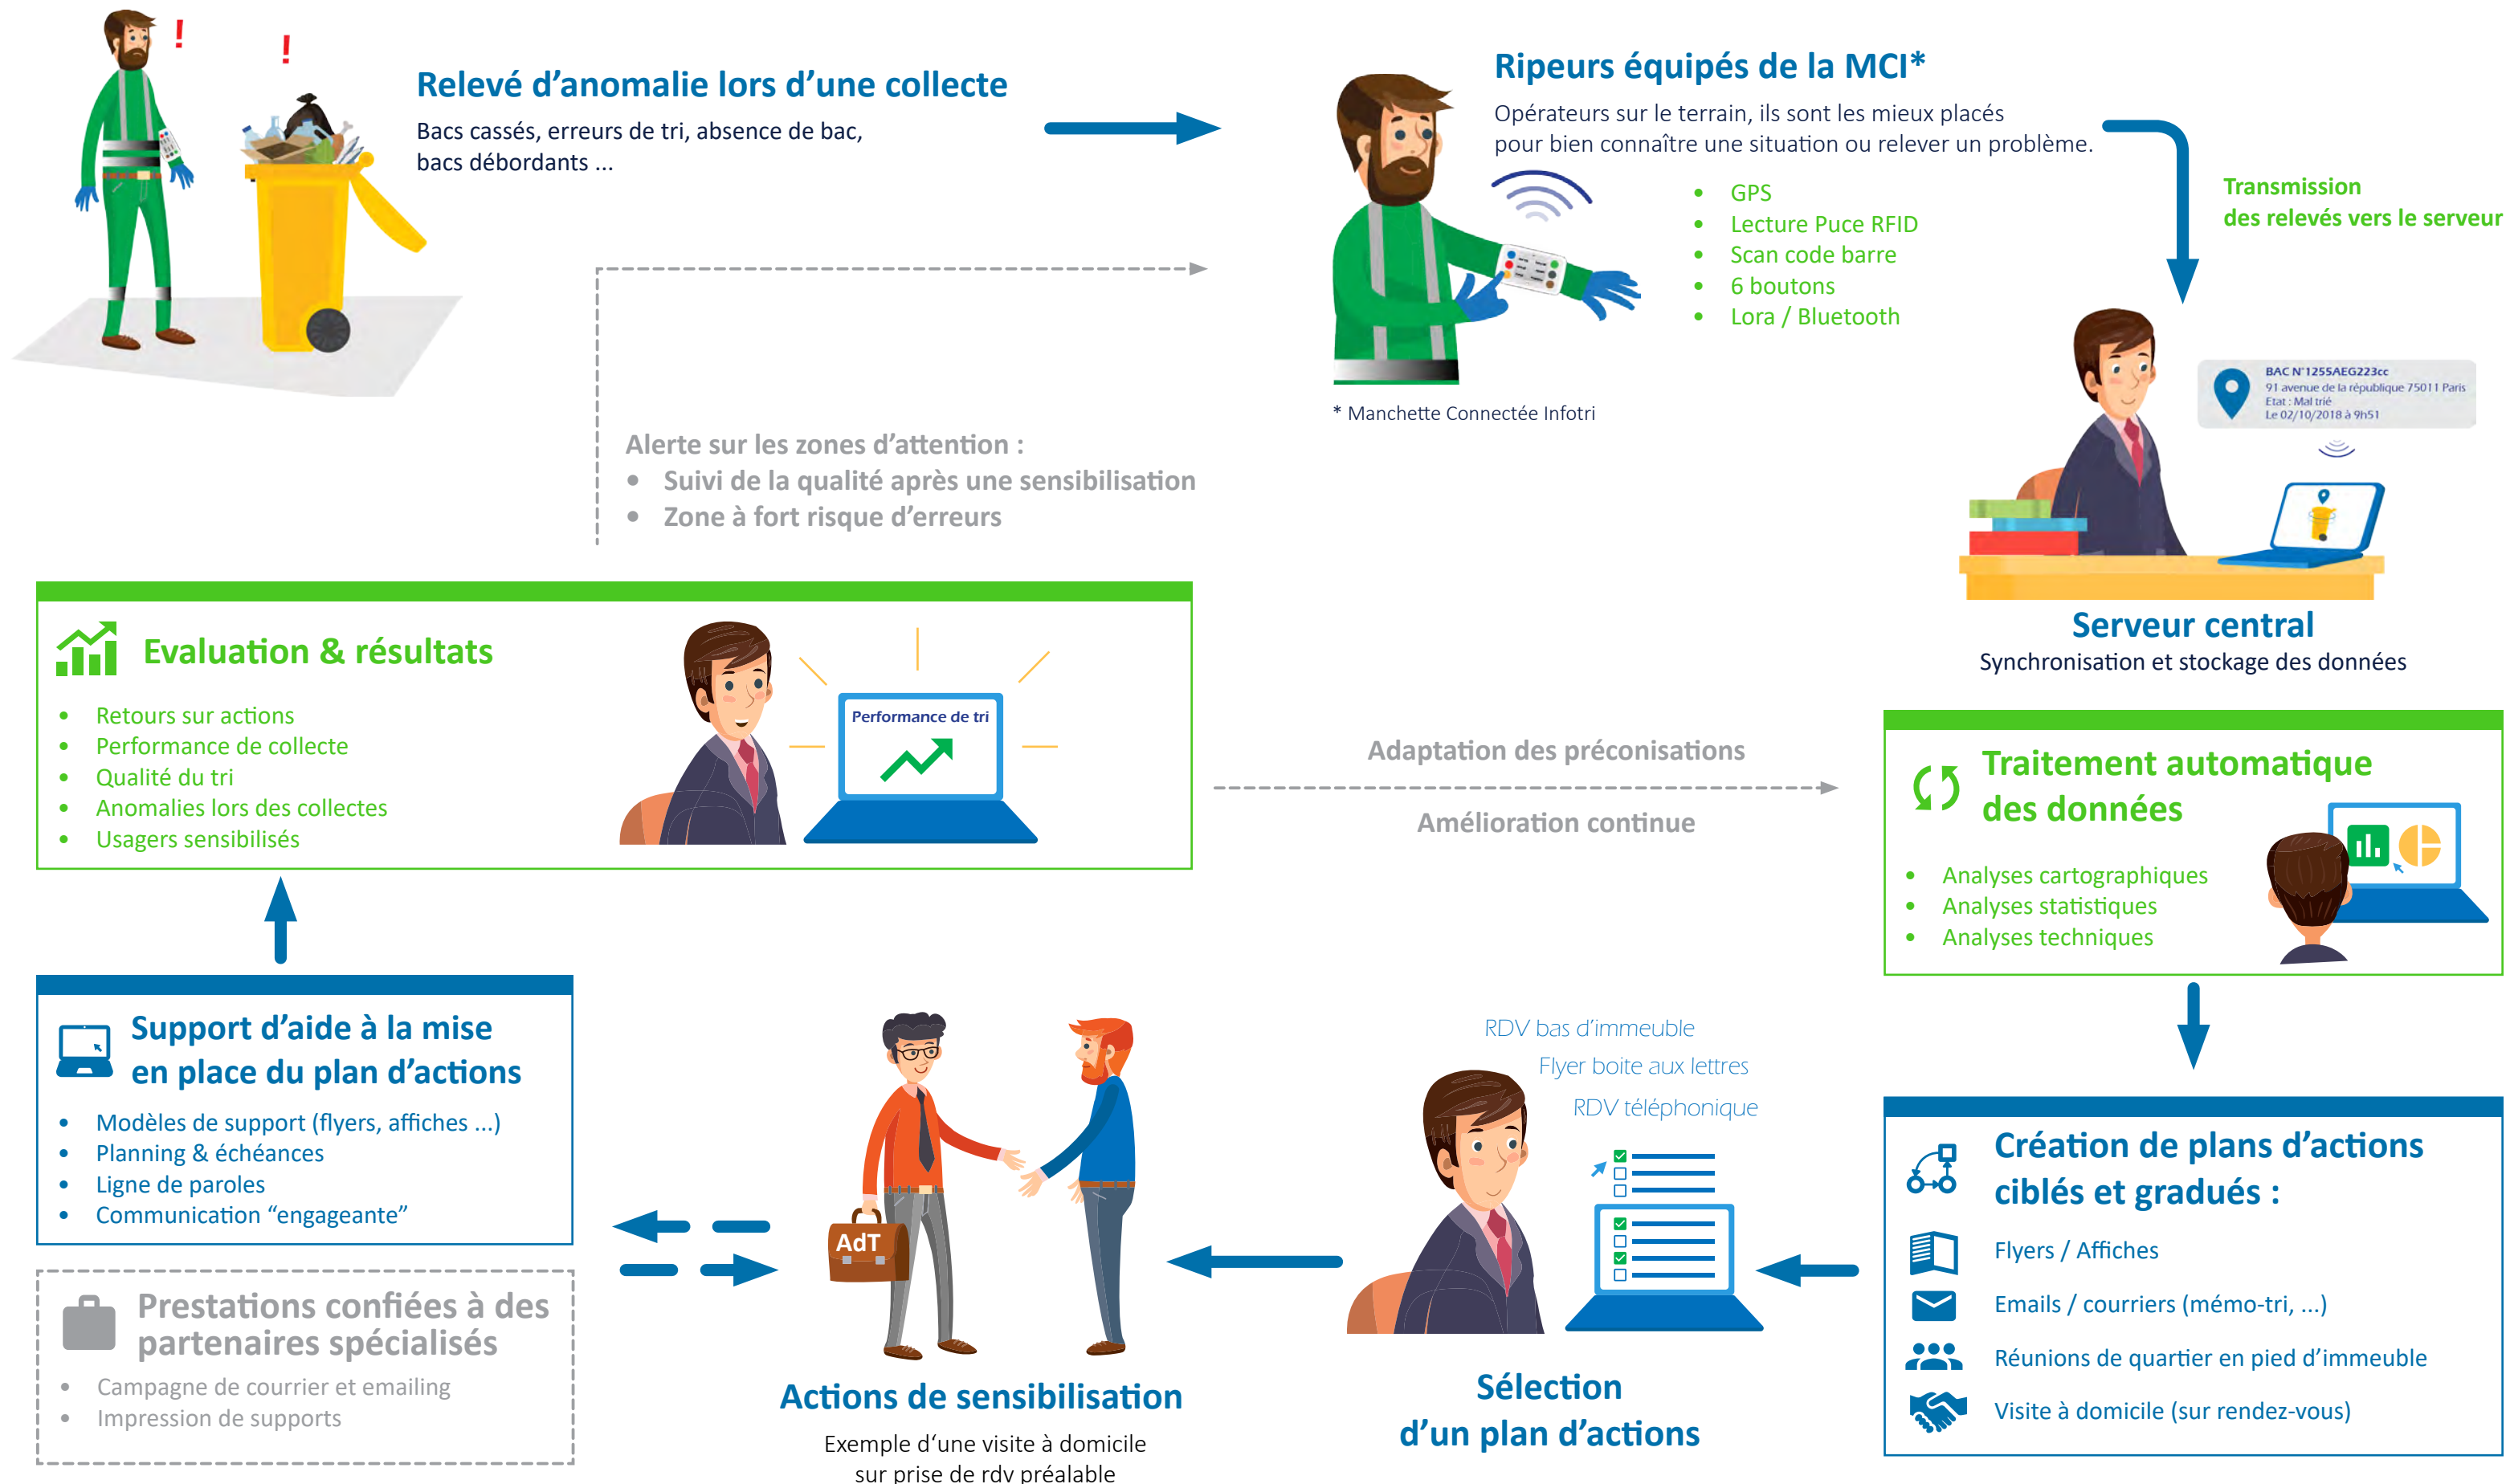 !
!
Relevé d'anomalie lors d'une collecte
Bacs cassés, erreurs de tri, absence de bac,
bacs débordants ...
Ripeurs équipés de la MCI*
Opérateurs sur le terrain, ils sont les mieux placés
pour bien connaître une situation ou relever un problème.
• GPS
• Lecture Puce RFID
• Scan code barre
• 6 boutons
• Lora / Bluetooth
* Manchette Connectée Infotri
Transmission
des relevés vers le serveur
BAC N°1255AEG223cc
91 avenue de la république 75011 Paris
Etat : Mal trié
Le 02/10/2018 à 9h51
Serveur central
Synchronisation et stockage des données
Alerte sur les zones d'attention :
• Suivi de la qualité après une sensibilisation
• Zone à fort risque d'erreurs
Evaluation & résultats
• Retours sur actions
• Performance de collecte
• Qualité du tri
• Anomalies lors des collectes
• Usagers sensibilisés
Performance de tri
Adaptation des préconisations
Amélioration continue
Traitement automatique
des données
• Analyses cartographiques
• Analyses statistiques
• Analyses techniques
Création de plans d'actions
ciblés et gradués :
Flyers / Affiches
Emails / courriers (mémo-tri, ...)
Réunions de quartier en pied d'immeuble
Visite à domicile (sur rendez-vous)
RDV bas d'immeuble
Flyer boite aux lettres
RDV téléphonique
Sélection
d'un plan d'actions
AdT
Actions de sensibilisation
Exemple d'une visite à domicile
sur prise de rdv préalable
Support d'aide à la mise
en place du plan d'actions
• Modèles de support (flyers, affiches ...)
• Planning & échéances
• Ligne de paroles
• Communication “engageante”
Prestations confiées à des
partenaires spécialisés
• Campagne de courrier et emailing
• Impression de supports